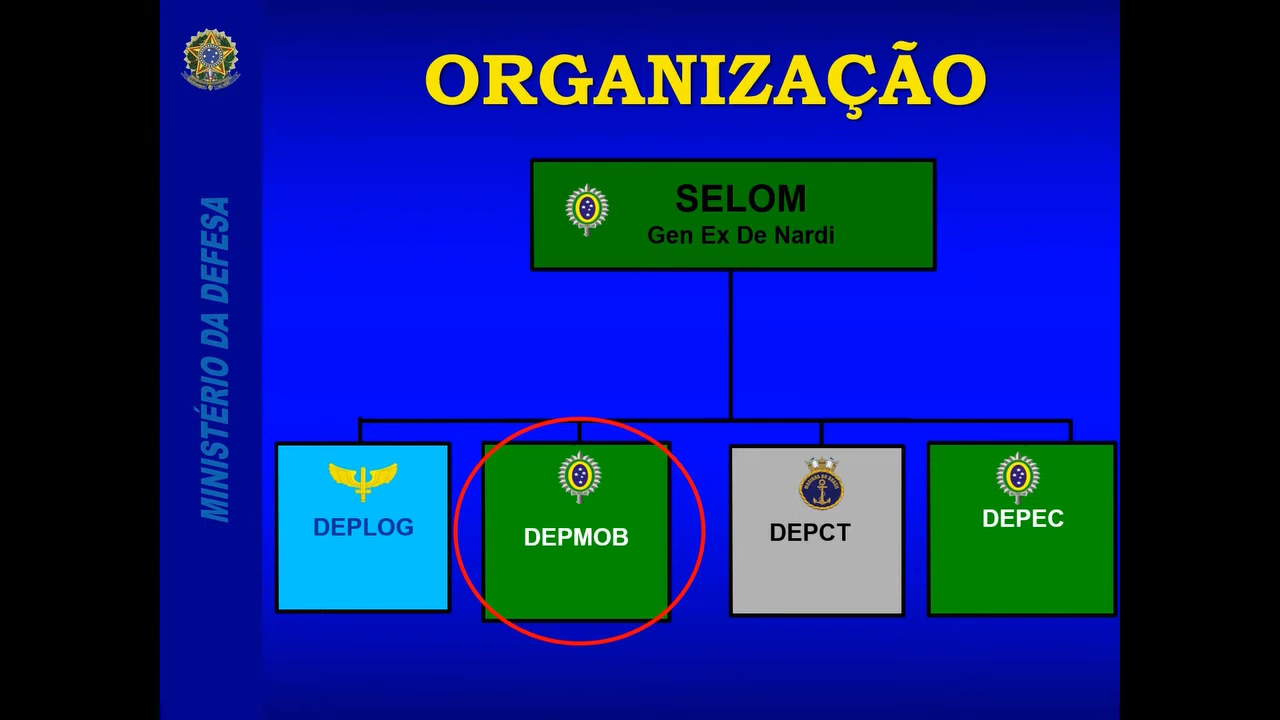 ORGANIZAÇÃO
MINISTÉRIO DA DEFESA
SELOM
Gen Ex De Nardi
DEPLOG
DEPMOB
DEPCT
DEPEC